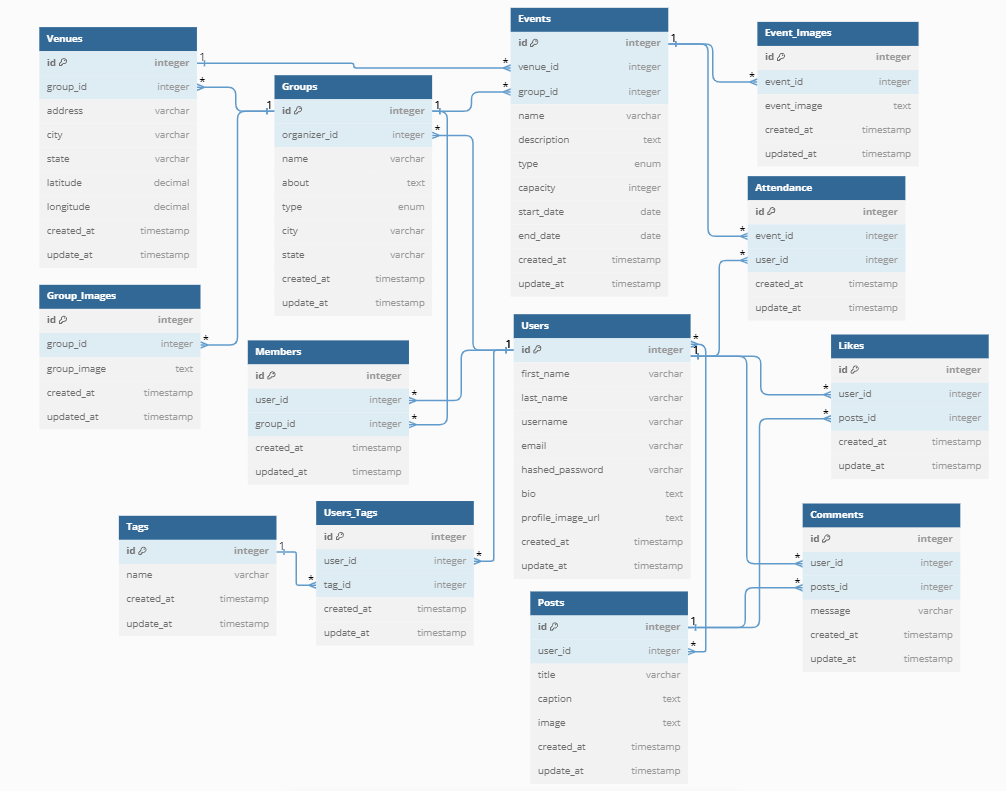 Venues
id integer
group_id integer
address varchar
city varchar
state varchar
latitude decimal
longitude decimal
created_at timestamp
update_at timestamp
Group_Images
id integer
group_id integer
group_image text
created_at timestamp
updated_at timestamp
Groups
id integer
organizer_id integer
name varchar
about text
type enum
city varchar
state varchar
created_at timestamp
update_at timestamp
Members
id integer
user_id integer
group_id integer
created_at timestamp
updated_at timestamp
Tags
id integer
name varchar
created_at timestamp
update_at timestamp
Users_Tags
id integer
user_id integer
tag_id integer
created_at timestamp
update_at timestamp
Events
id integer
venue_id integer
group_id integer
name varchar
description text
type enum
capacity integer
start_date date
end_date date
created_at timestamp
update_at timestamp
Users
id integer
first_name varchar
last_name varchar
username varchar
email varchar
hashed_password varchar
bio text
profile_image_url text
created_at timestamp
update_at timestamp
Posts
id integer
user_id integer
title varchar
caption text
image text
created_at timestamp
update_at timestamp
Event_Images
id integer
event_id integer
event_image text
created_at timestamp
updated_at timestamp
Attendance
id integer
event_id integer
user_id integer
created_at timestamp
update_at timestamp
Likes
id integer
user_id integer
posts_id integer
created_at timestamp
update_at timestamp
Comments
id integer
user_id integer
posts_id integer
message varchar
created_at timestamp
update_at timestamp
1
*
*
1
1
*
*
*
1
*
*
*
*
*
*
1
*
1
*
*
*
*
1
*
1
*
*
1
*